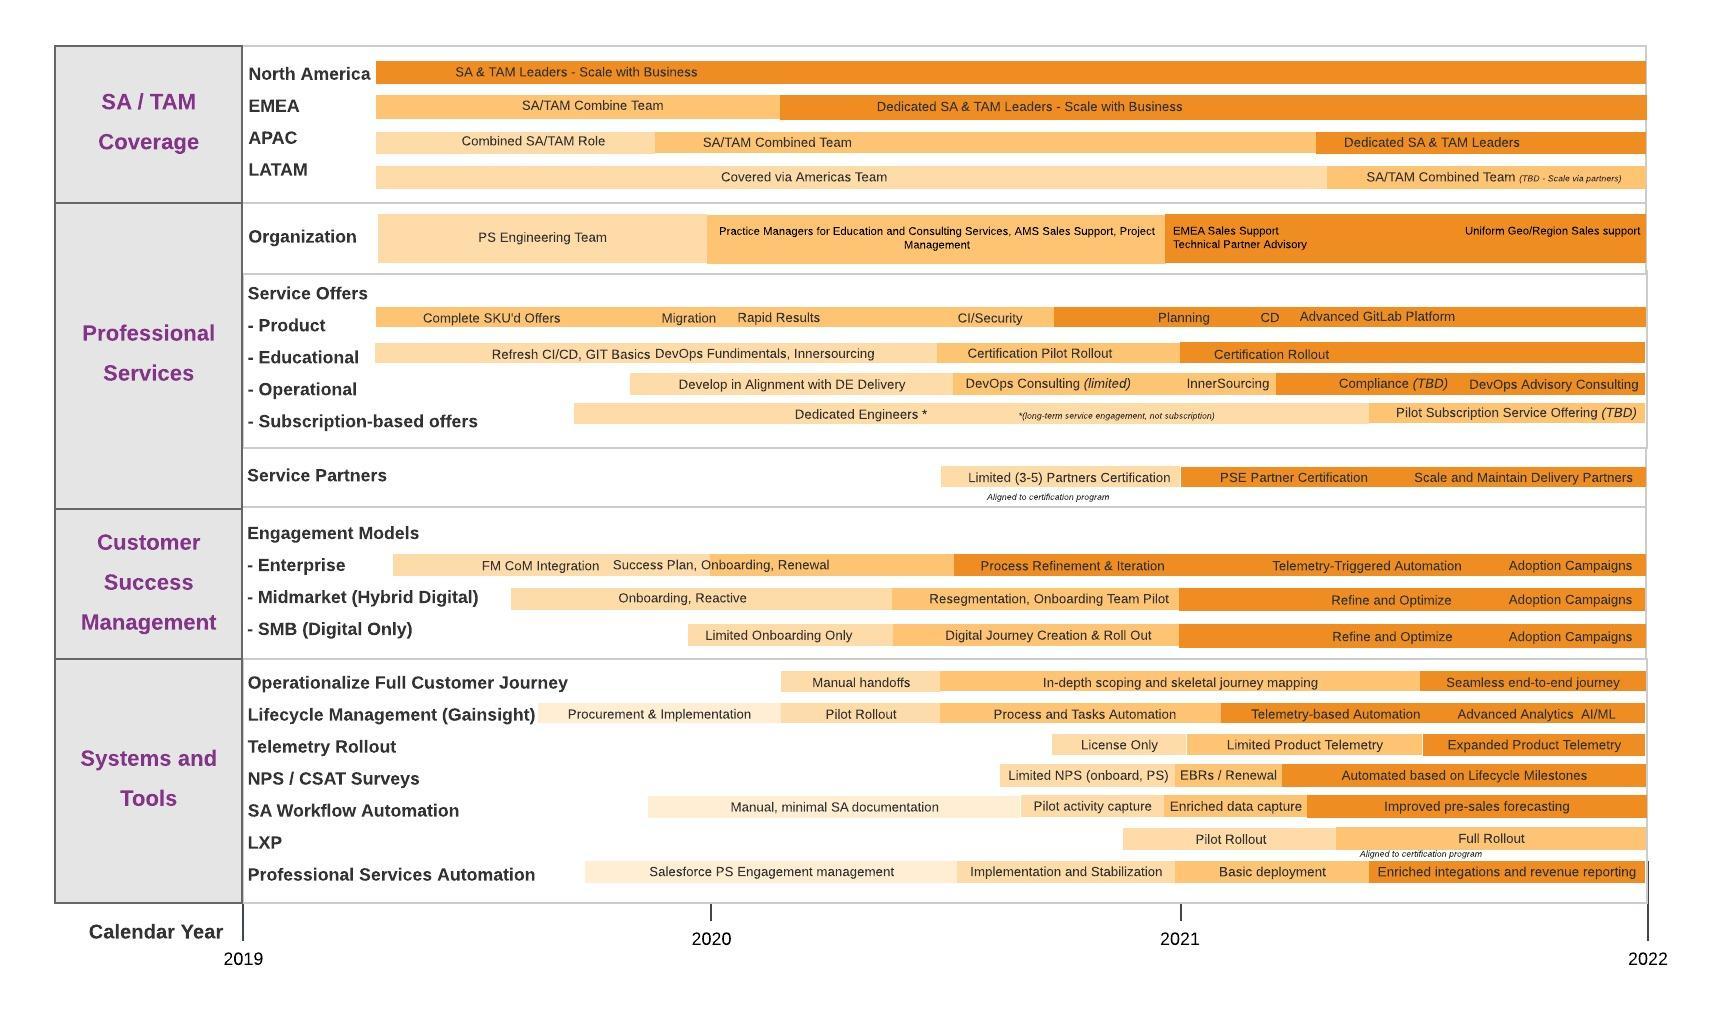 SA / TAM
Coverage
North America
SA & TAM Leaders - Scale with Business
EMEA
SA/TAM Combine Team
Dedicated SA & TAM Leaders - Scale with Business
APAC
Combined SA/TAM Role
SA/TAM Combined Team
Dedicated SA & TAM Leaders
LATAM
Covered via Americas Team
SA/TAM Combined Team (TBD - Scale via partners)
Professional
Services
Organization
PS Engineering Team
Practice Managers for Education and Consulting Services, AMS Sales Support, Project
Management
EMEA Sales Support
Technical Partner Advisory
Uniform Geo/Region Sales support
Service Offers
- Product
Complete SKU'd Offers
Migration
Rapid Results
CI/Security
Planning
CD
Advanced GitLab Platform
- Educational
Refresh CI/CD, GIT Basics
DevOps Fundimentals, Innersourcing
Certification Pilot Rollout
Certification Rollout
- Operational
Develop in Alignment with DE Delivery
DevOps Consulting (limited)
InnerSourcing
Compliance (TBD)
DevOps Advisory Consulting
- Subscription-based offers
Dedicated Engineers *
*(long-term service engagement, not subscription)
Pilot Subscription Service Offering (TBD)
Service Partners
Limited (3-5) Partners Certification
Aligned to certification program
PSE Partner Certification
Scale and Maintain Delivery Partners
Customer
Success
Management
Engagement Models
- Enterprise
FM CoM Integration
Success Plan, Onboarding, Renewal
Process Refinement & Iteration
Telemetry-Triggered Automation
Adoption Campaigns
- Midmarket (Hybrid Digital)
Onboarding, Reactive
Resegmentation, Onboarding Team Pilot
Refine and Optimize
Adoption Campaigns
- SMB (Digital Only)
Limited Onboarding Only
Digital Journey Creation & Roll Out
Refine and Optimize
Adoption Campaigns
Systems and
Tools
Operationalize Full Customer Journey
Manual handoffs
In-depth scoping and skeletal journey mapping
Seamless end-to-end journey
Lifecycle Management (Gainsight)
Procurement & Implementation
Pilot Rollout
Process and Tasks Automation
Telemetry-based Automation
Advanced Analytics AI/ML
Telemetry Rollout
License Only
Limited Product Telemetry
Expanded Product Telemetry
NPS / CSAT Surveys
Limited NPS (onboard, PS)
EBRs / Renewal
Automated based on Lifecycle Milestones
SA Workflow Automation
Manual, minimal SA documentation
Pilot activity capture
Enriched data capture
Improved pre-sales forecasting
LXP
Pilot Rollout
Full Rollout
Aligned to certification program
Professional Services Automation
Salesforce PS Engagement management
Implementation and Stabilization
Basic deployment
Enriched integations and revenue reporting
Calendar Year
2019
2020
2021
2022